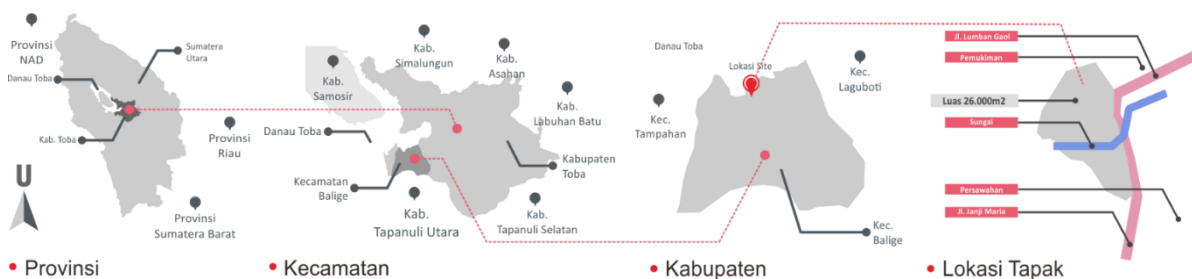 Provinsi
NAD
Sumatera
Utara
Danau Toba
Kab. Toba
Provinsi
Riau
U
Provinsi
Sumatera Barat
Provinsi
Kab.
Simalungun
Kab.
Asahan
Kab.
Samosir
Kab.
Labuhan Batu
Danau Toba
Kabupaten
Toba
Kecamatan
Balige
Kab.
Tapanuli Utara
Kab.
Tapanuli Selatan
Kecamatan
Danau Toba
Lokasi Site
Kec.
Laguboti
Kec.
Tampahan
Kec.
Balige
Kabupaten
Jl. Lumban Gaol
Pemukiman
Luas 26.000m2
Sungai
Persawahan
Jl. Janji Maria
Lokasi Tapak